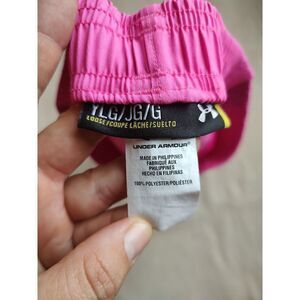 YLG/JG/G
LOOSE/COUPE LÂCHE/SUELTO
UNDER ARMOUR
MADE IN PHILIPPINES
FABRIQUÉ AUX
PHILIPPINES
HECHO EN FILIPINAS
100% POLYESTER/POLIÉSTER